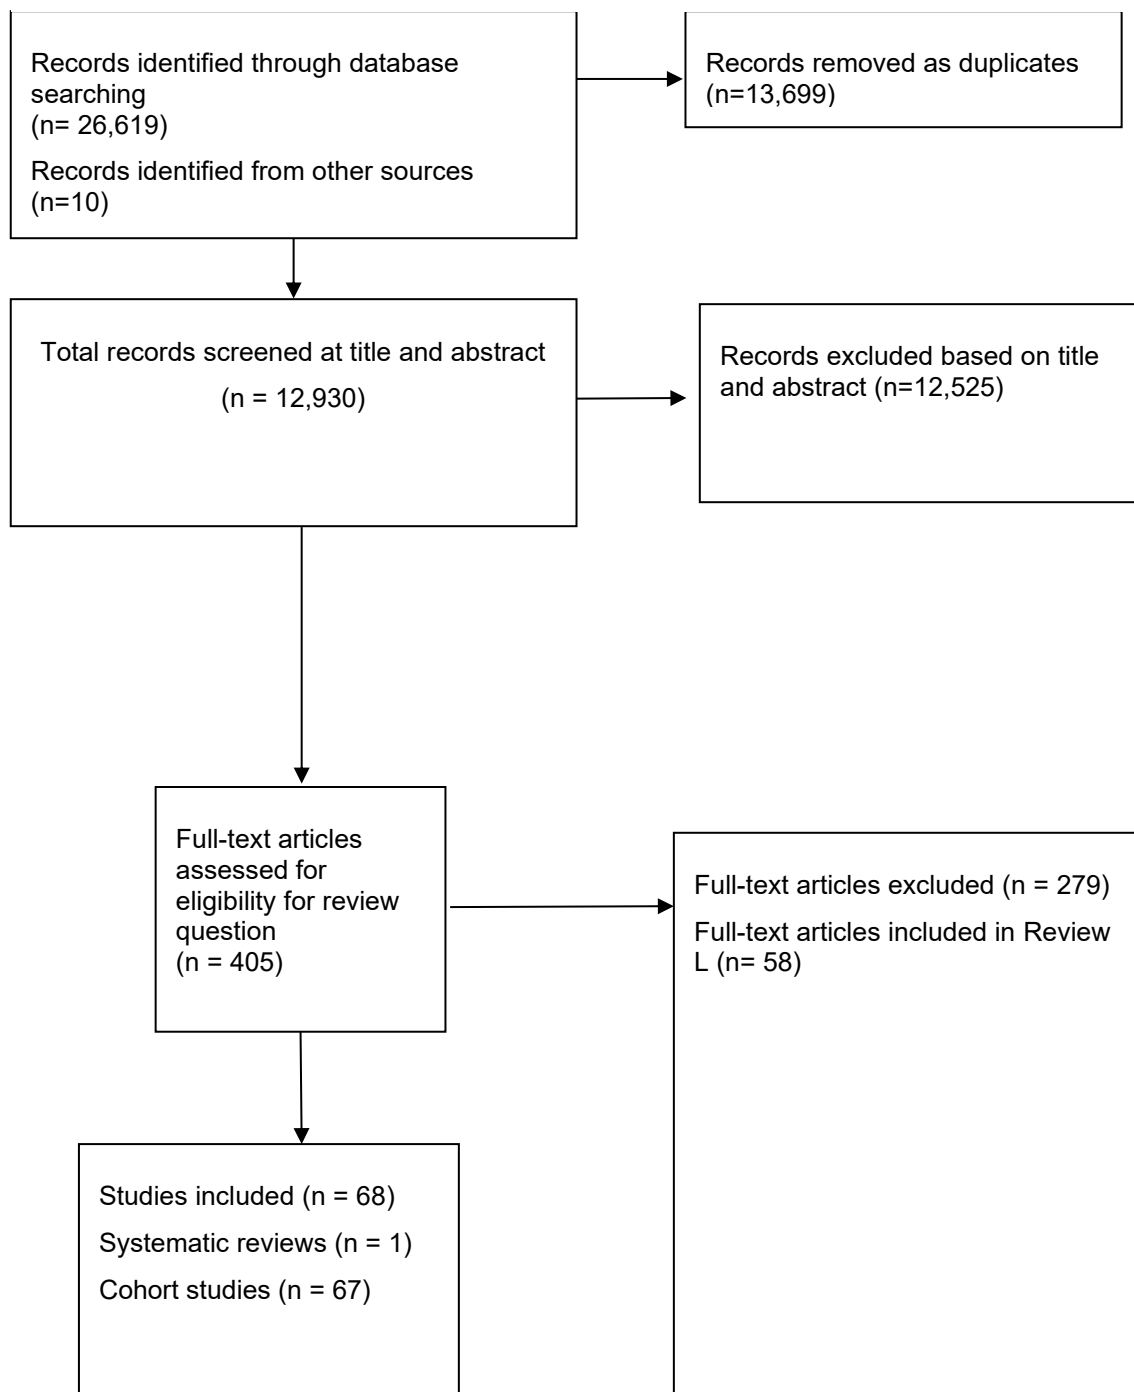 Records identified through database
searching
(n= 26,619)
Records identified from other sources
(n=10)
Records removed as duplicates
(n=13,699)
Total records screened at title and abstract
(n = 12,930)
Records excluded based on title
and abstract (n=12,525)
Full-text articles
assessed for
eligibility for review
question
(n = 405)
Full-text articles excluded (n = 279)
Full-text articles included in Review
L (n= 58)
Studies included (n = 68)
Systematic reviews (n = 1)
Cohort studies (n = 67)